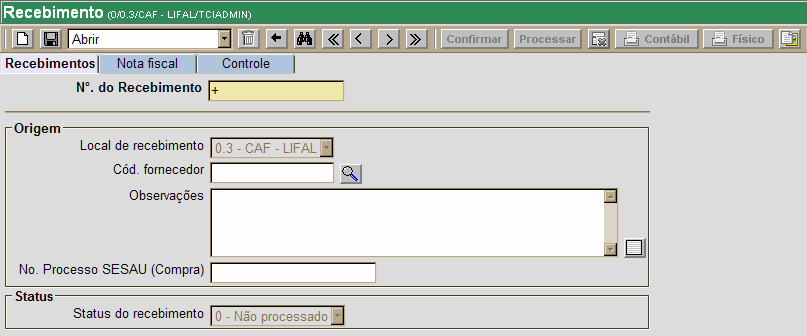 Recebimento (0/0.3/CAF - LIFAL/TCIADMIN)
Abrir Confirmar Processar Contábil Físico
Recebimentos Nota fiscal Controle
N°. do Recebimento +
Origem
Local de recebimento 0.3 - CAF - LIFAL
Cód. fornecedor
Observações
No. Processo SESAU (Compra)
Status
Status do recebimento 0 - Não processado